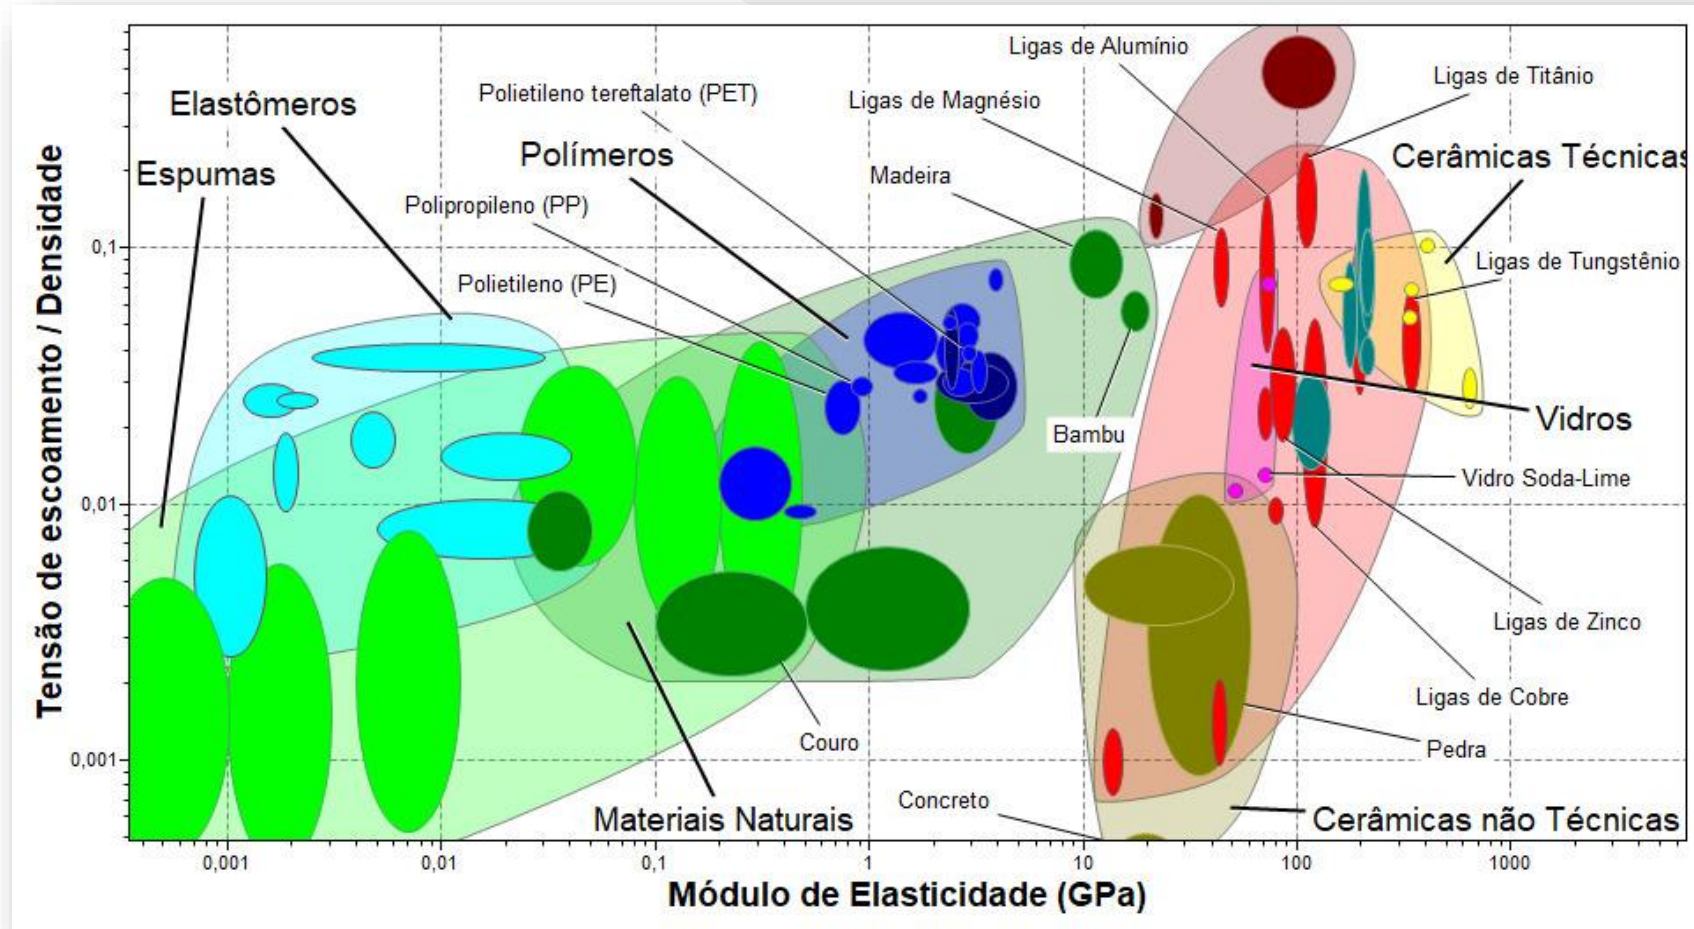 Ligas de Alumínio
Ligas de Titânio
Polietileno tereftalato (PET)
Ligas de Magnésio
Elastômeros
Polímeros
Cerâmicas Técnicas
Espumas
Madeira
Polipropileno (PP)
Ligas de Tungstênio
Polietileno (PE)
Vidros
Bambu
Vidro Soda-Lime
Ligas de Zinco
Ligas de Cobre
Couro
Pedra
Concreto
Materiais Naturais
Cerâmicas não Técnicas
Tensão de escoamento / Densidade
0,1
0,01
0,001
0,001
0,01
0,1
1
10
100
1000
Módulo de Elasticidade (GPa)